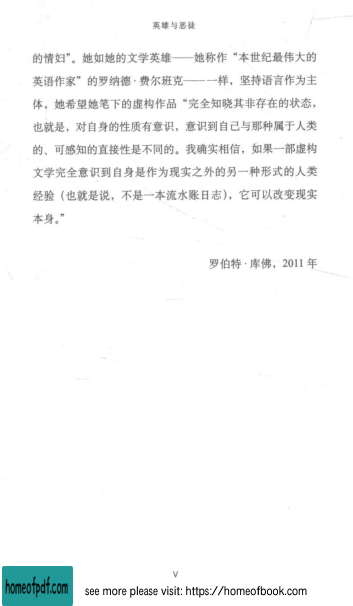 英雄与恶徒
的情妇”。她如她的文学英雄——她称作“本世纪最伟大的
英语作家”的罗纳德·费尔班克——一样，坚持语言作为主
体，她希望她笔下的虚构作品“完全知晓其非存在的状态，
也就是，对自身的性质有意识，意识到自己与那种属于人类
的、可感知的直接性是不同的。我确实相信，如果一部虚构
文学完全意识到自身是作为现实之外的另一种形式的人类
经验（也就是说，不是一本流水账日志），它可以改变现实
本身。”
罗伯特·库佛，2011 年
V
homeofpdf.com
see more please visit: https://homeofbook.com